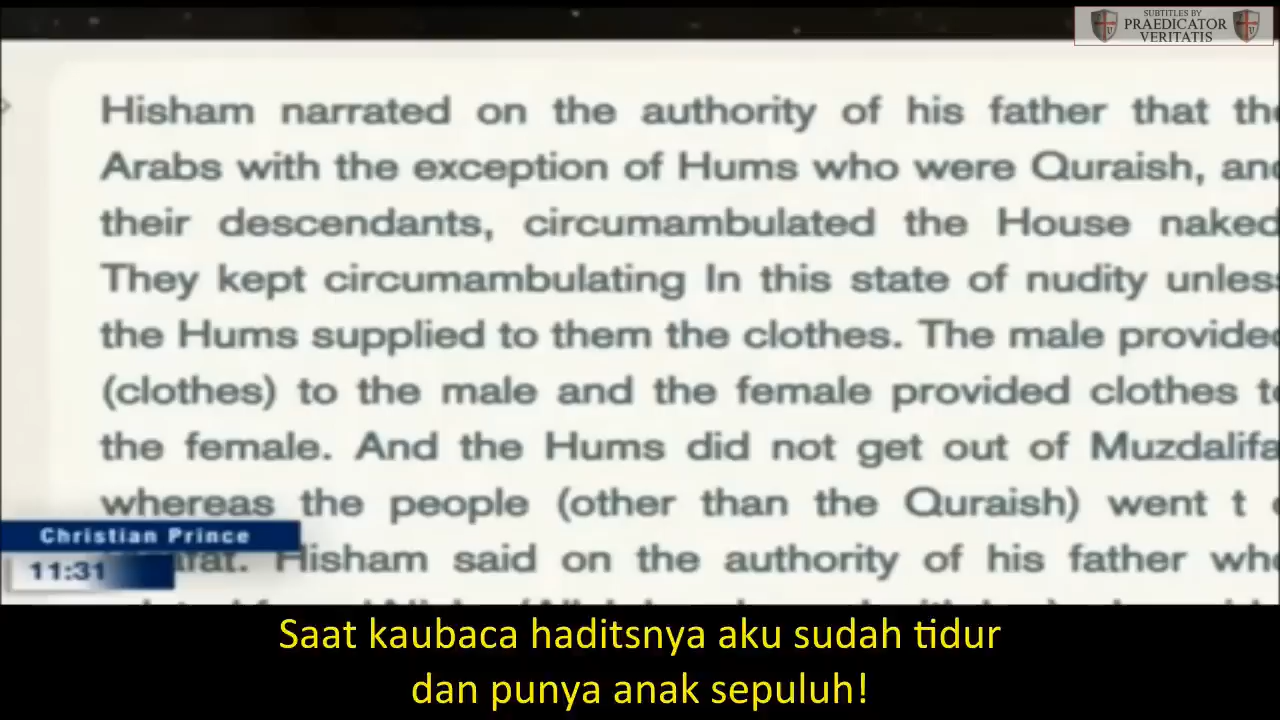 SUBTITLES BY
PRAEDICATOR
VERITATIS
Hisham narrated on the authority of his father that
Arabs with the exception of Hums who were Quraish,
their descendants, circumambulated the House naked
They kept circumambulating In this state of nudity
the Hums supplied to them the clothes. The male
(clothes) to the male and the female provided clothes
the female. And the Hums did not get out of
whereas the people (other than the Quraish) went t
Christian Prince
Hisham said on the authority of his father
11:31
Saat kaubaca haditsnya aku sudah tidur
dan punya anak sepuluh!